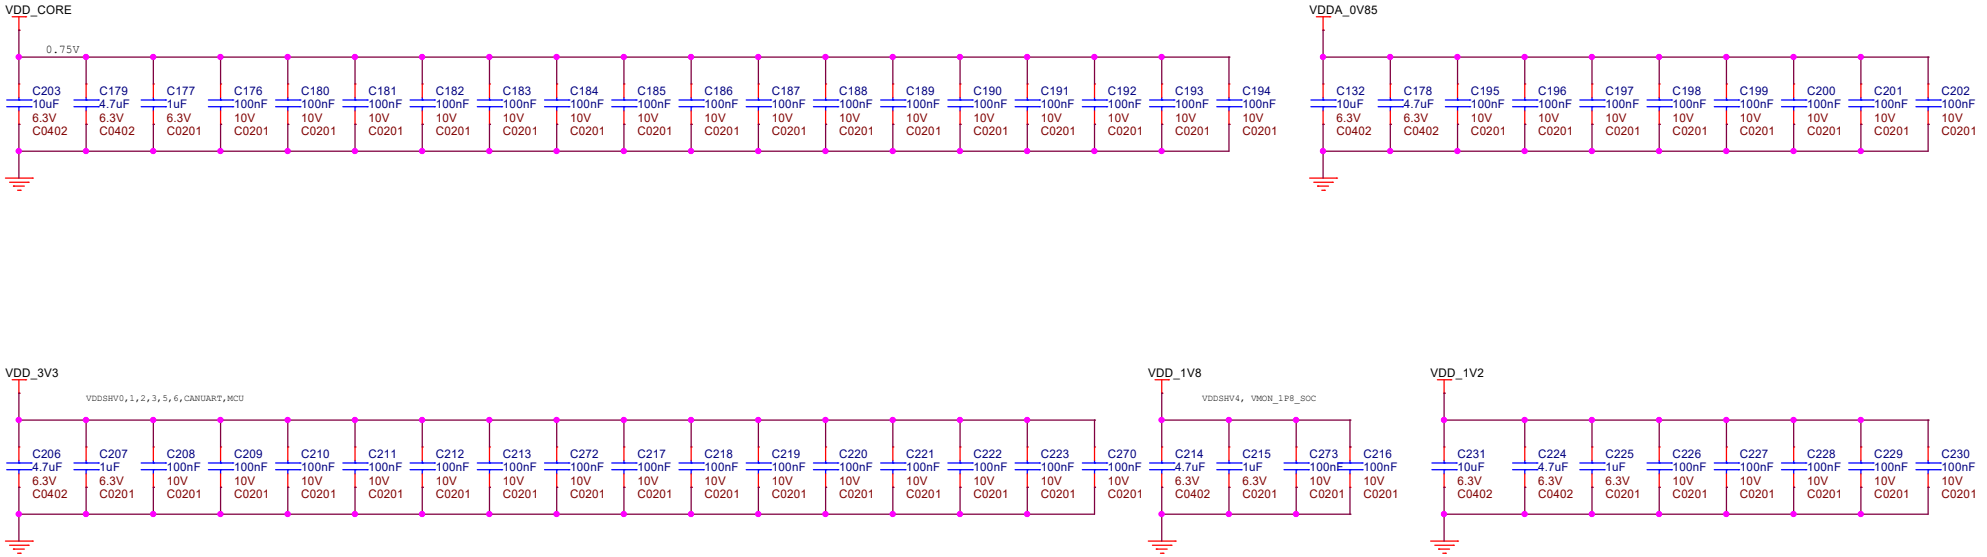 VDD_CORE
VDDA_0V85
0.75V
C203 C179 C177 C176 C180 C181 C182 C183 C184 C185 C186 C187 C188 C189 C190 C191 C192 C193 C194 C132 C178 C195 C196 C197 C198 C199 C200 C201 C202
10uF 4.7uF 1uF 100nF 100nF 100nF 100nF 100nF 100nF 100nF 100nF 100nF 100nF 100nF 100nF 100nF 100nF 100nF 100nF 10uF 4.7uF 100nF 100nF 100nF 100nF 100nF 100nF 100nF 100nF
6.3V 6.3V 6.3V 10V 10V 10V 10V 10V 10V 10V 10V 10V 10V 10V 10V 10V 10V 10V 10V 6.3V 6.3V 10V 10V 10V 10V 10V 10V 10V 10V
C0402 C0402 C0201 C0201 C0201 C0201 C0201 C0201 C0201 C0201 C0201 C0201 C0201 C0201 C0201 C0201 C0201 C0201 C0201 C0402 C0402 C0201 C0201 C0201 C0201 C0201 C0201 C0201 C0201
VDD_3V3
VDD_1V8
VDD_1V2
VDDSHV0,1,2,3,5,6,CANUART,MCU
VDDSHV4, VMON_1P8_SOC
C206 C207 C208 C209 C210 C211 C212 C213 C272 C217 C218 C219 C220 C221 C222 C223 C270 C214 C215 C273 C216 C231 C224 C225 C226 C227 C228 C229 C230
4.7uF 1uF 100nF 100nF 100nF 100nF 100nF 100nF 100nF 100nF 100nF 100nF 100nF 100nF 100nF 100nF 100nF 4.7uF 1uF 100nF 100nF 10uF 4.7uF 1uF 100nF 100nF 100nF 100nF 100nF
6.3V 6.3V 10V 10V 10V 10V 10V 10V 10V 10V 10V 10V 10V 10V 10V 10V 10V 6.3V 6.3V 10V 10V 6.3V 6.3V 6.3V 10V 10V 10V 10V 10V
C0402 C0201 C0201 C0201 C0201 C0201 C0201 C0201 C0201 C0201 C0201 C0201 C0201 C0201 C0201 C0201 C0201 C0402 C0201 C0201 C0201 C0402 C0402 C0201 C0201 C0201 C0201 C0201 C0201